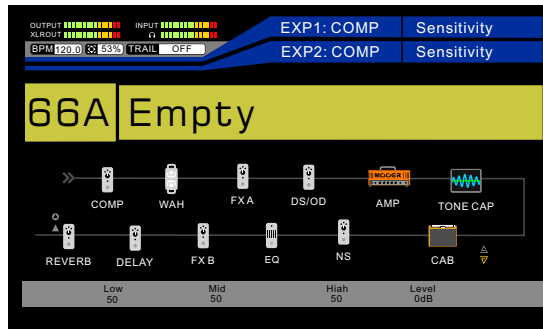 OUTPUT INPUT
XLROUT
BPM 120.0 53% TRAIL OFF
EXP1: COMP Sensitivity
EXP2: COMP Sensitivity
66A Empty
MOOER
COMP WAH FX A DS/OD AMP TONE CAP
REVERB DELAY FX B EQ NS CAB
Low Mid Hiah Level
50 50 50 0dB